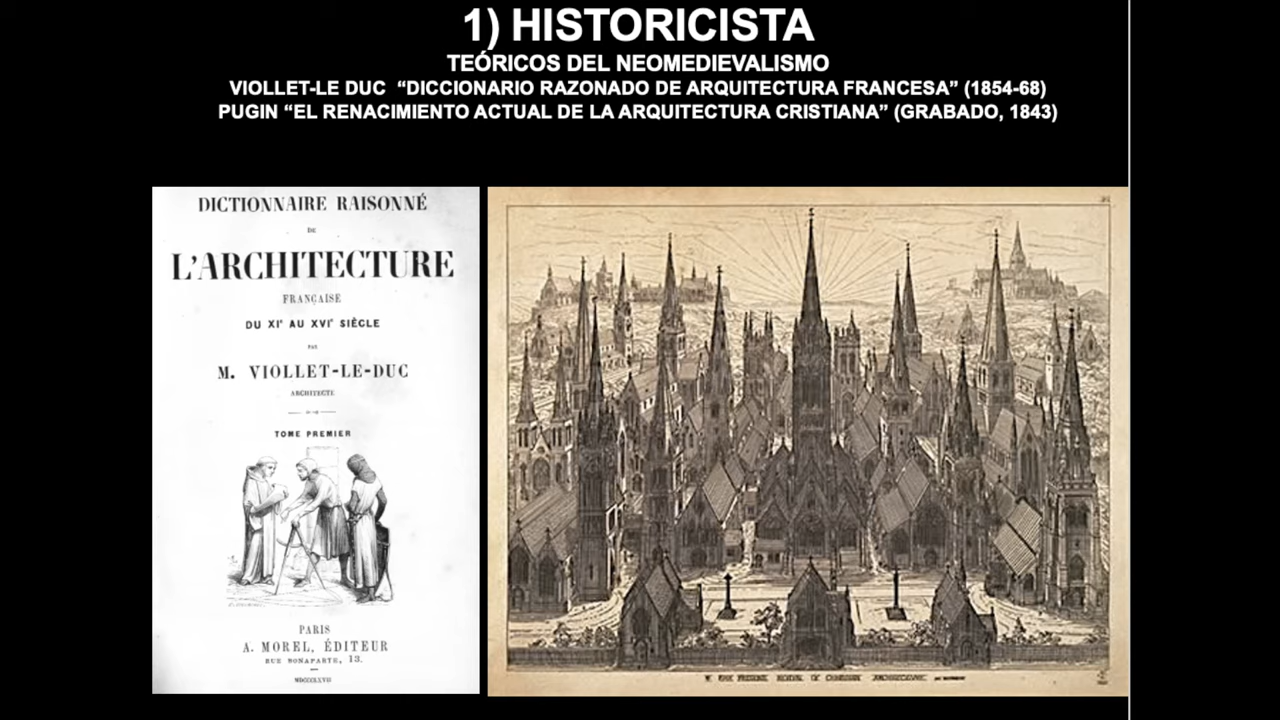 1) HISTORICISTA
TEÓRICOS DEL NEOMEDIEVALISMO
VIOLLET-LE DUC “DICCIONARIO RAZONADO DE ARQUITECTURA FRANCESA” (1854-68)
PUGIN “EL RENACIMIENTO ACTUAL DE LA ARQUITECTURA CRISTIANA” (GRABADO, 1843)
DICTIONNAIRE RAISONNÉ
DE
L'ARCHITECTURE
FRANÇAISE
DU XIe AU XVIe SIÈCLE
PAR
M. VIOLLET-LE-DUC
ARCHITECTE
TOME PREMIER
PARIS
A. MOREL, ÉDITEUR
RUE BONAPARTE, 13.